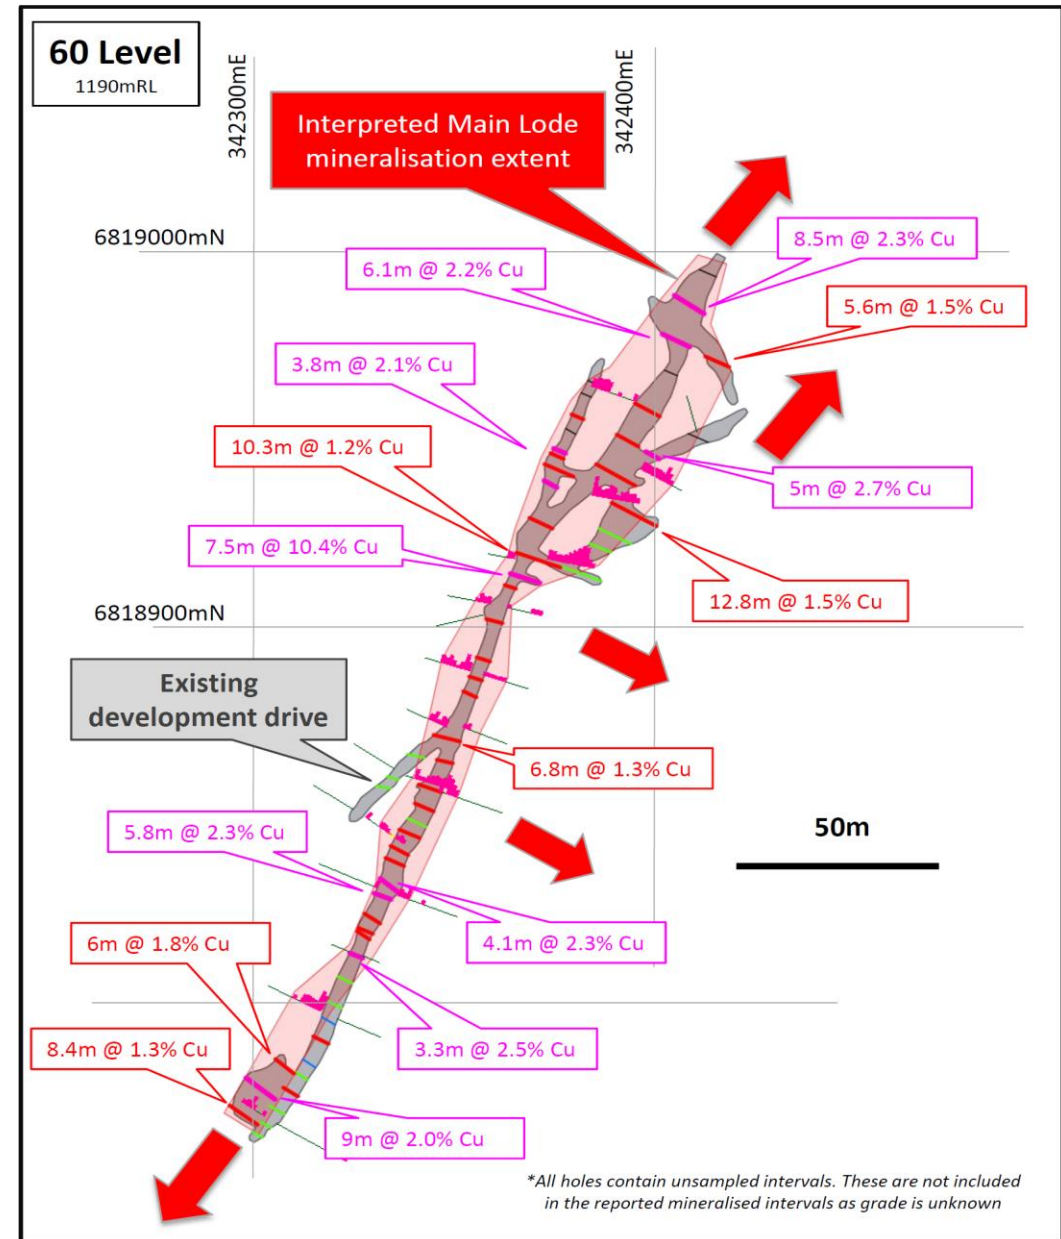 60 Level
1190mRL
342300mE
342400mE
Interpreted Main Lode
mineralisation extent
6819000mN
8.5m @ 2.3% Cu
6.1m @ 2.2% Cu
5.6m @ 1.5% Cu
3.8m @ 2.1% Cu
10.3m @ 1.2% Cu
5m @ 2.7% Cu
7.5m @ 10.4% Cu
12.8m @ 1.5% Cu
6818900mN
Existing
development drive
6.8m @ 1.3% Cu
5.8m @ 2.3% Cu
50m
4.1m @ 2.3% Cu
6m @ 1.8% Cu
8.4m @ 1.3% Cu
3.3m @ 2.5% Cu
9m @ 2.0% Cu
*All holes contain unsampled intervals. These are not included
in the reported mineralised intervals as grade is unknown